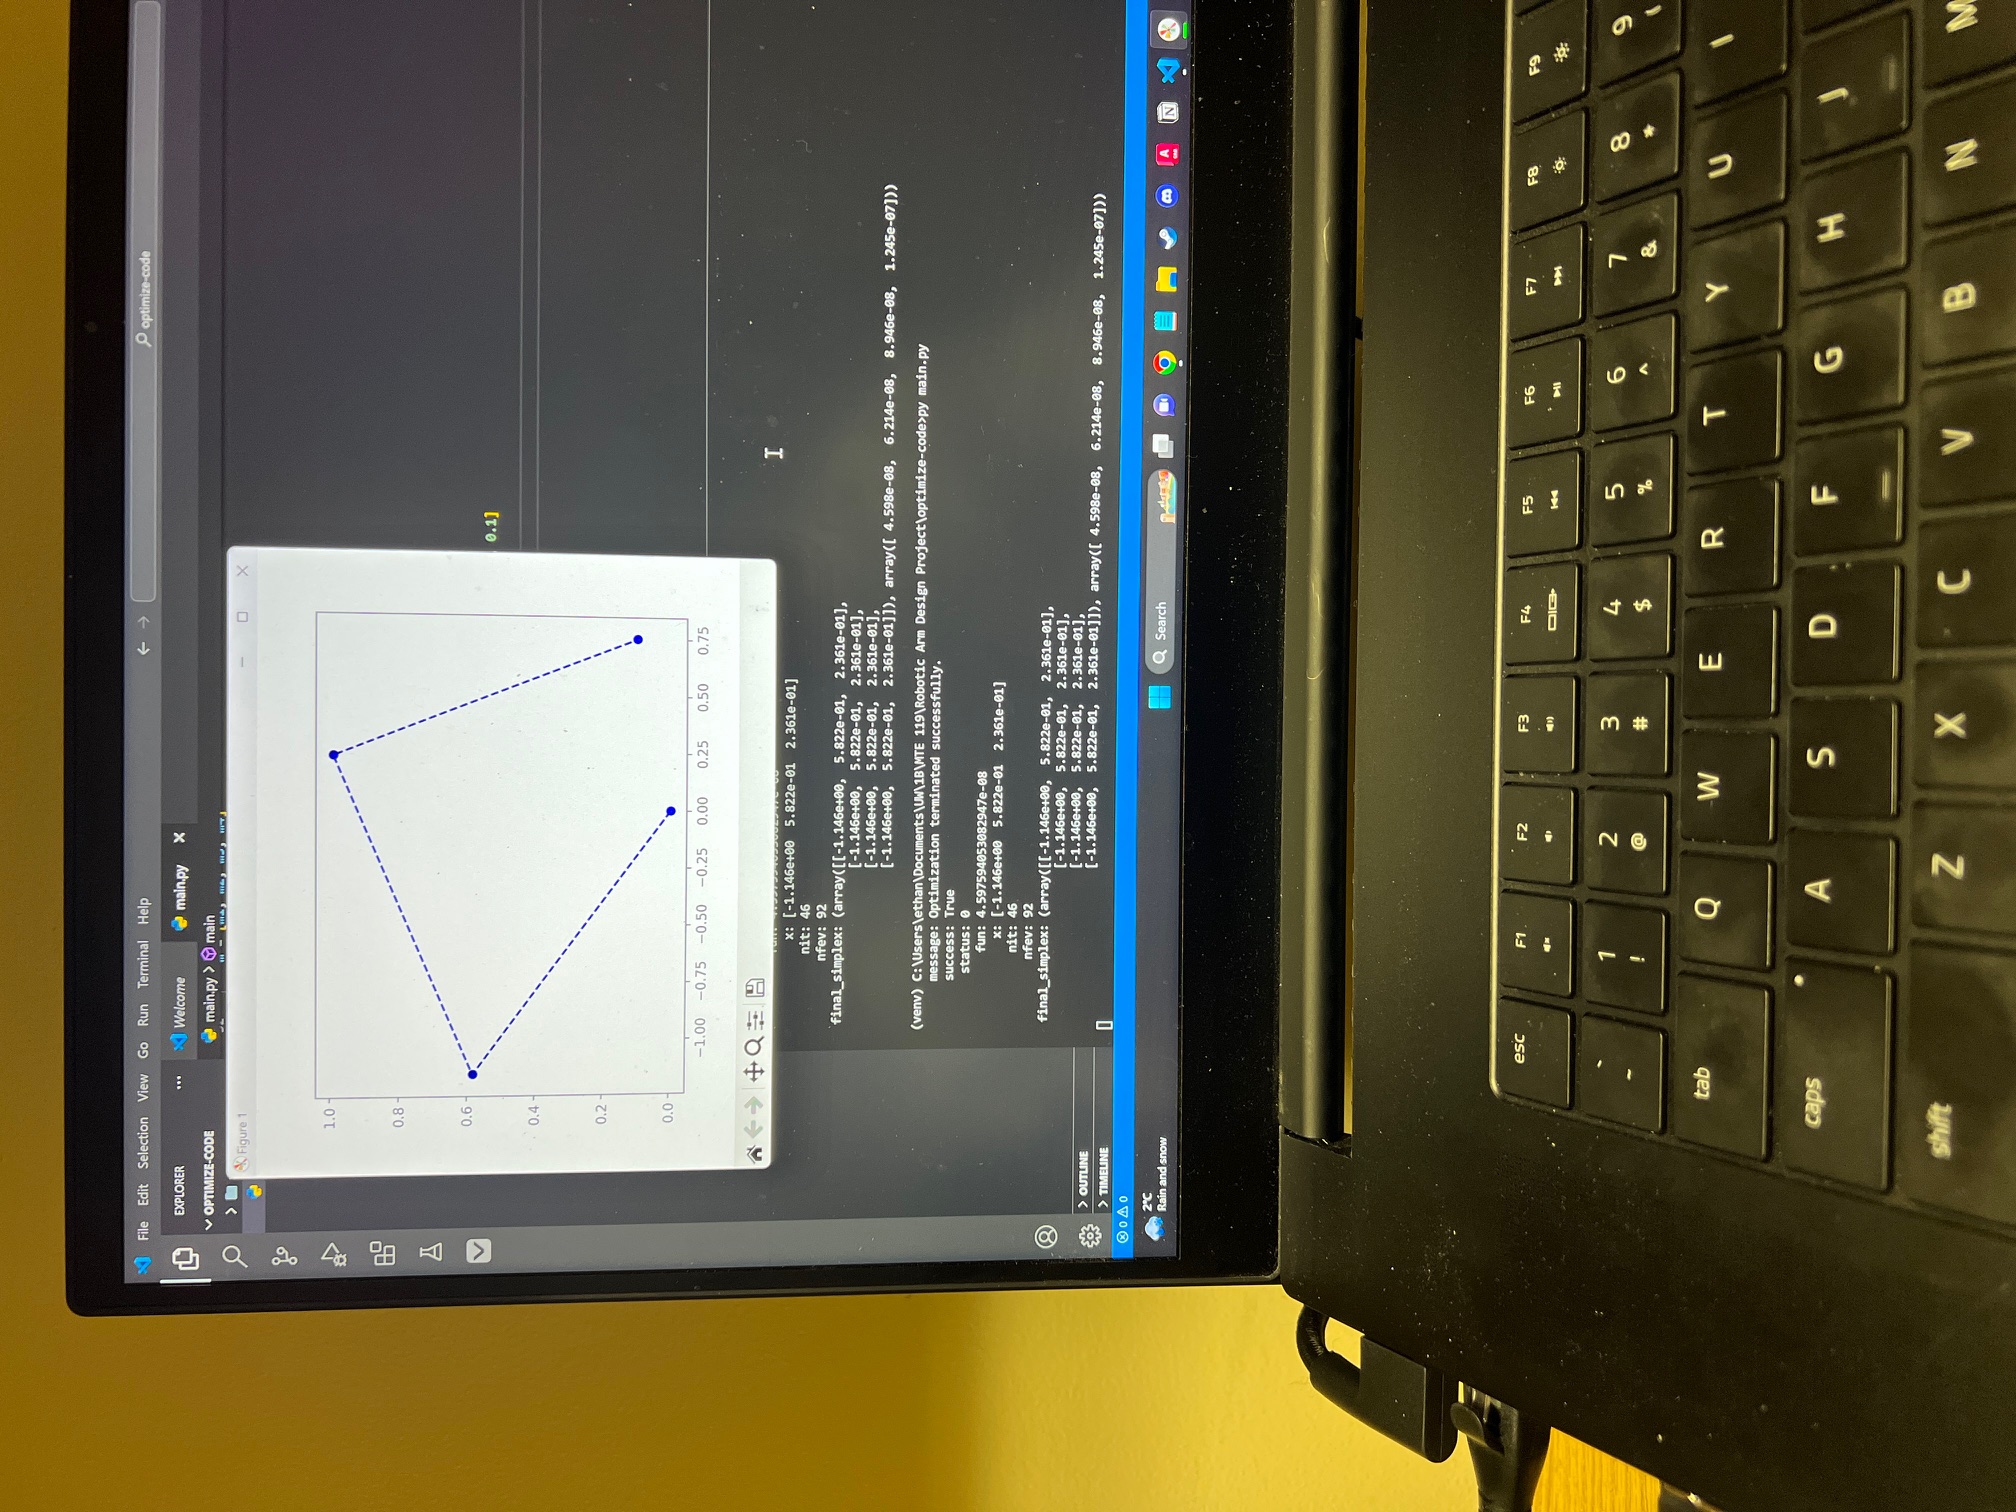 File Edit Selection View Go Run Terminal Help
optimize-code
EXPLORER
Welcome
main.py
OPTIMIZE-CODE
main.py > main
Figure 1
1.0
0.8
0.6
0.4
0.2
0.0
−1.00 −0.75 −0.50 −0.25 0.00 0.25 0.50 0.75
0.1]
x: [-1.146e+00 5.822e-01 2.361e-01]
nit: 46
nfev: 92
final_simplex: (array([[-1.146e+00, 5.822e-01, 2.361e-01],
[-1.146e+00, 5.822e-01, 2.361e-01],
[-1.146e+00, 5.822e-01, 2.361e-01],
[-1.146e+00, 5.822e-01, 2.361e-01]]), array([ 4.598e-08, 6.214e-08, 8.946e-08, 1.245e-07]))
(venv) C:\Users\ethan\Documents\UW\1B\MTE 119\Robotic Arm Design Project\optimize-code>py main.py
message: Optimization terminated successfully.
success: True
status: 0
fun: 4.597594053082947e-08
x: [-1.146e+00 5.822e-01 2.361e-01]
nit: 46
nfev: 92
final_simplex: (array([[-1.146e+00, 5.822e-01, 2.361e-01],
[-1.146e+00, 5.822e-01, 2.361e-01],
[-1.146e+00, 5.822e-01, 2.361e-01],
[-1.146e+00, 5.822e-01, 2.361e-01]]), array([ 4.598e-08, 6.214e-08, 8.946e-08, 1.245e-07]))
OUTLINE
TIMELINE
0 0
2°C
Rain and snow
Search
esc F1 F2 F3 F4 F5 F6 F7 F8 F9
` 1 2 3 4 5 6 7 8 9
~ ! @ # $ % ^ & * (
tab Q W E R T Y U I
caps A S D F G H J
shift Z X C V B N M